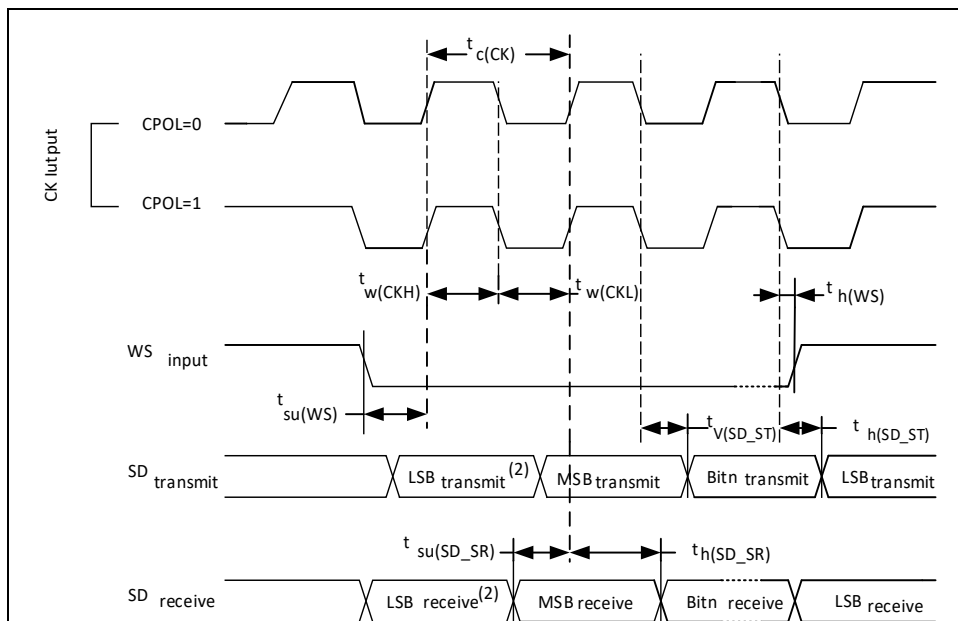 t c(CK)
CPOL=0
CK Iutput
CPOL=1
t w(CKH)
t w(CKL)
t h(WS)
WS input
t su(WS)
t V(SD_ST)
t h(SD_ST)
SD transmit
LSB transmit(2)
MSB transmit
Bitn transmit
LSB transmit
t su(SD_SR)
t h(SD_SR)
SD receive
LSB receive(2)
MSB receive
Bitn receive
LSB receive